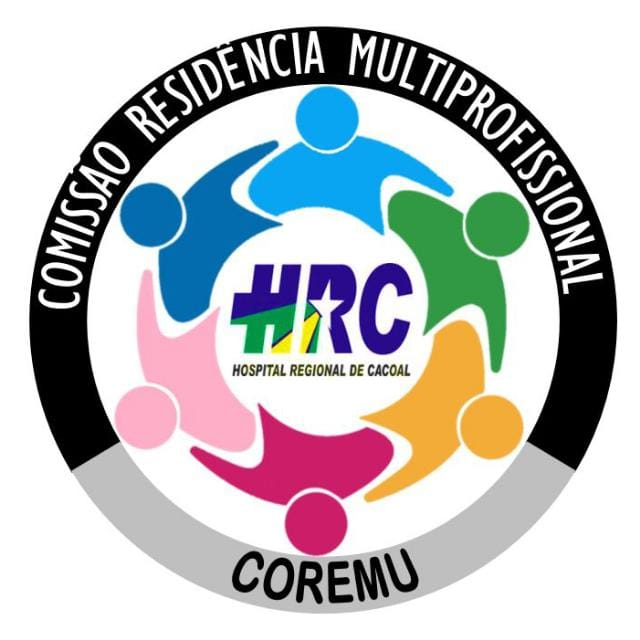 COMISSÃO RESIDÊNCIA MULTIPROFISSIONAL
HRC
HOSPITAL REGIONAL DE CACOAL
COREMU